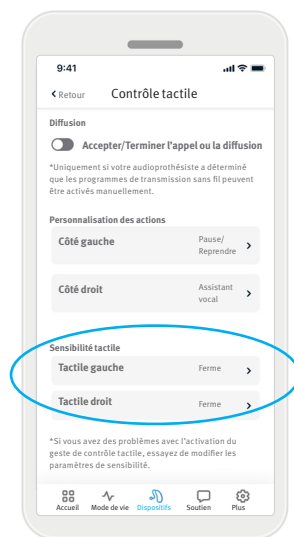 9:41
Retour Contrôle tactile
Diffusion
Accepter/Terminer l'appel ou la diffusion
*Uniquement si votre audioprothésiste a déterminé
que les programmes de transmission sans fil peuvent
être activés manuellement.
Personnalisation des actions
Côté gauche Pause/
Reprendre
Côté droit Assistant
vocal
Sensibilité tactile
Tactile gauche Ferme
Tactile droit Ferme
*Si vous avez des problèmes avec l'activation du
geste de contrôle tactile, essayez de modifier les
paramètres de sensibilité.
Accueil Mode de vie Dispositifs Soutien Plus